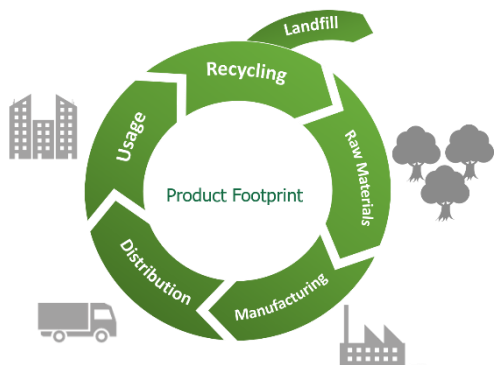 Landfill
Recycling
Raw Materials
Manufacturing
Distribution
Usage
Product Footprint